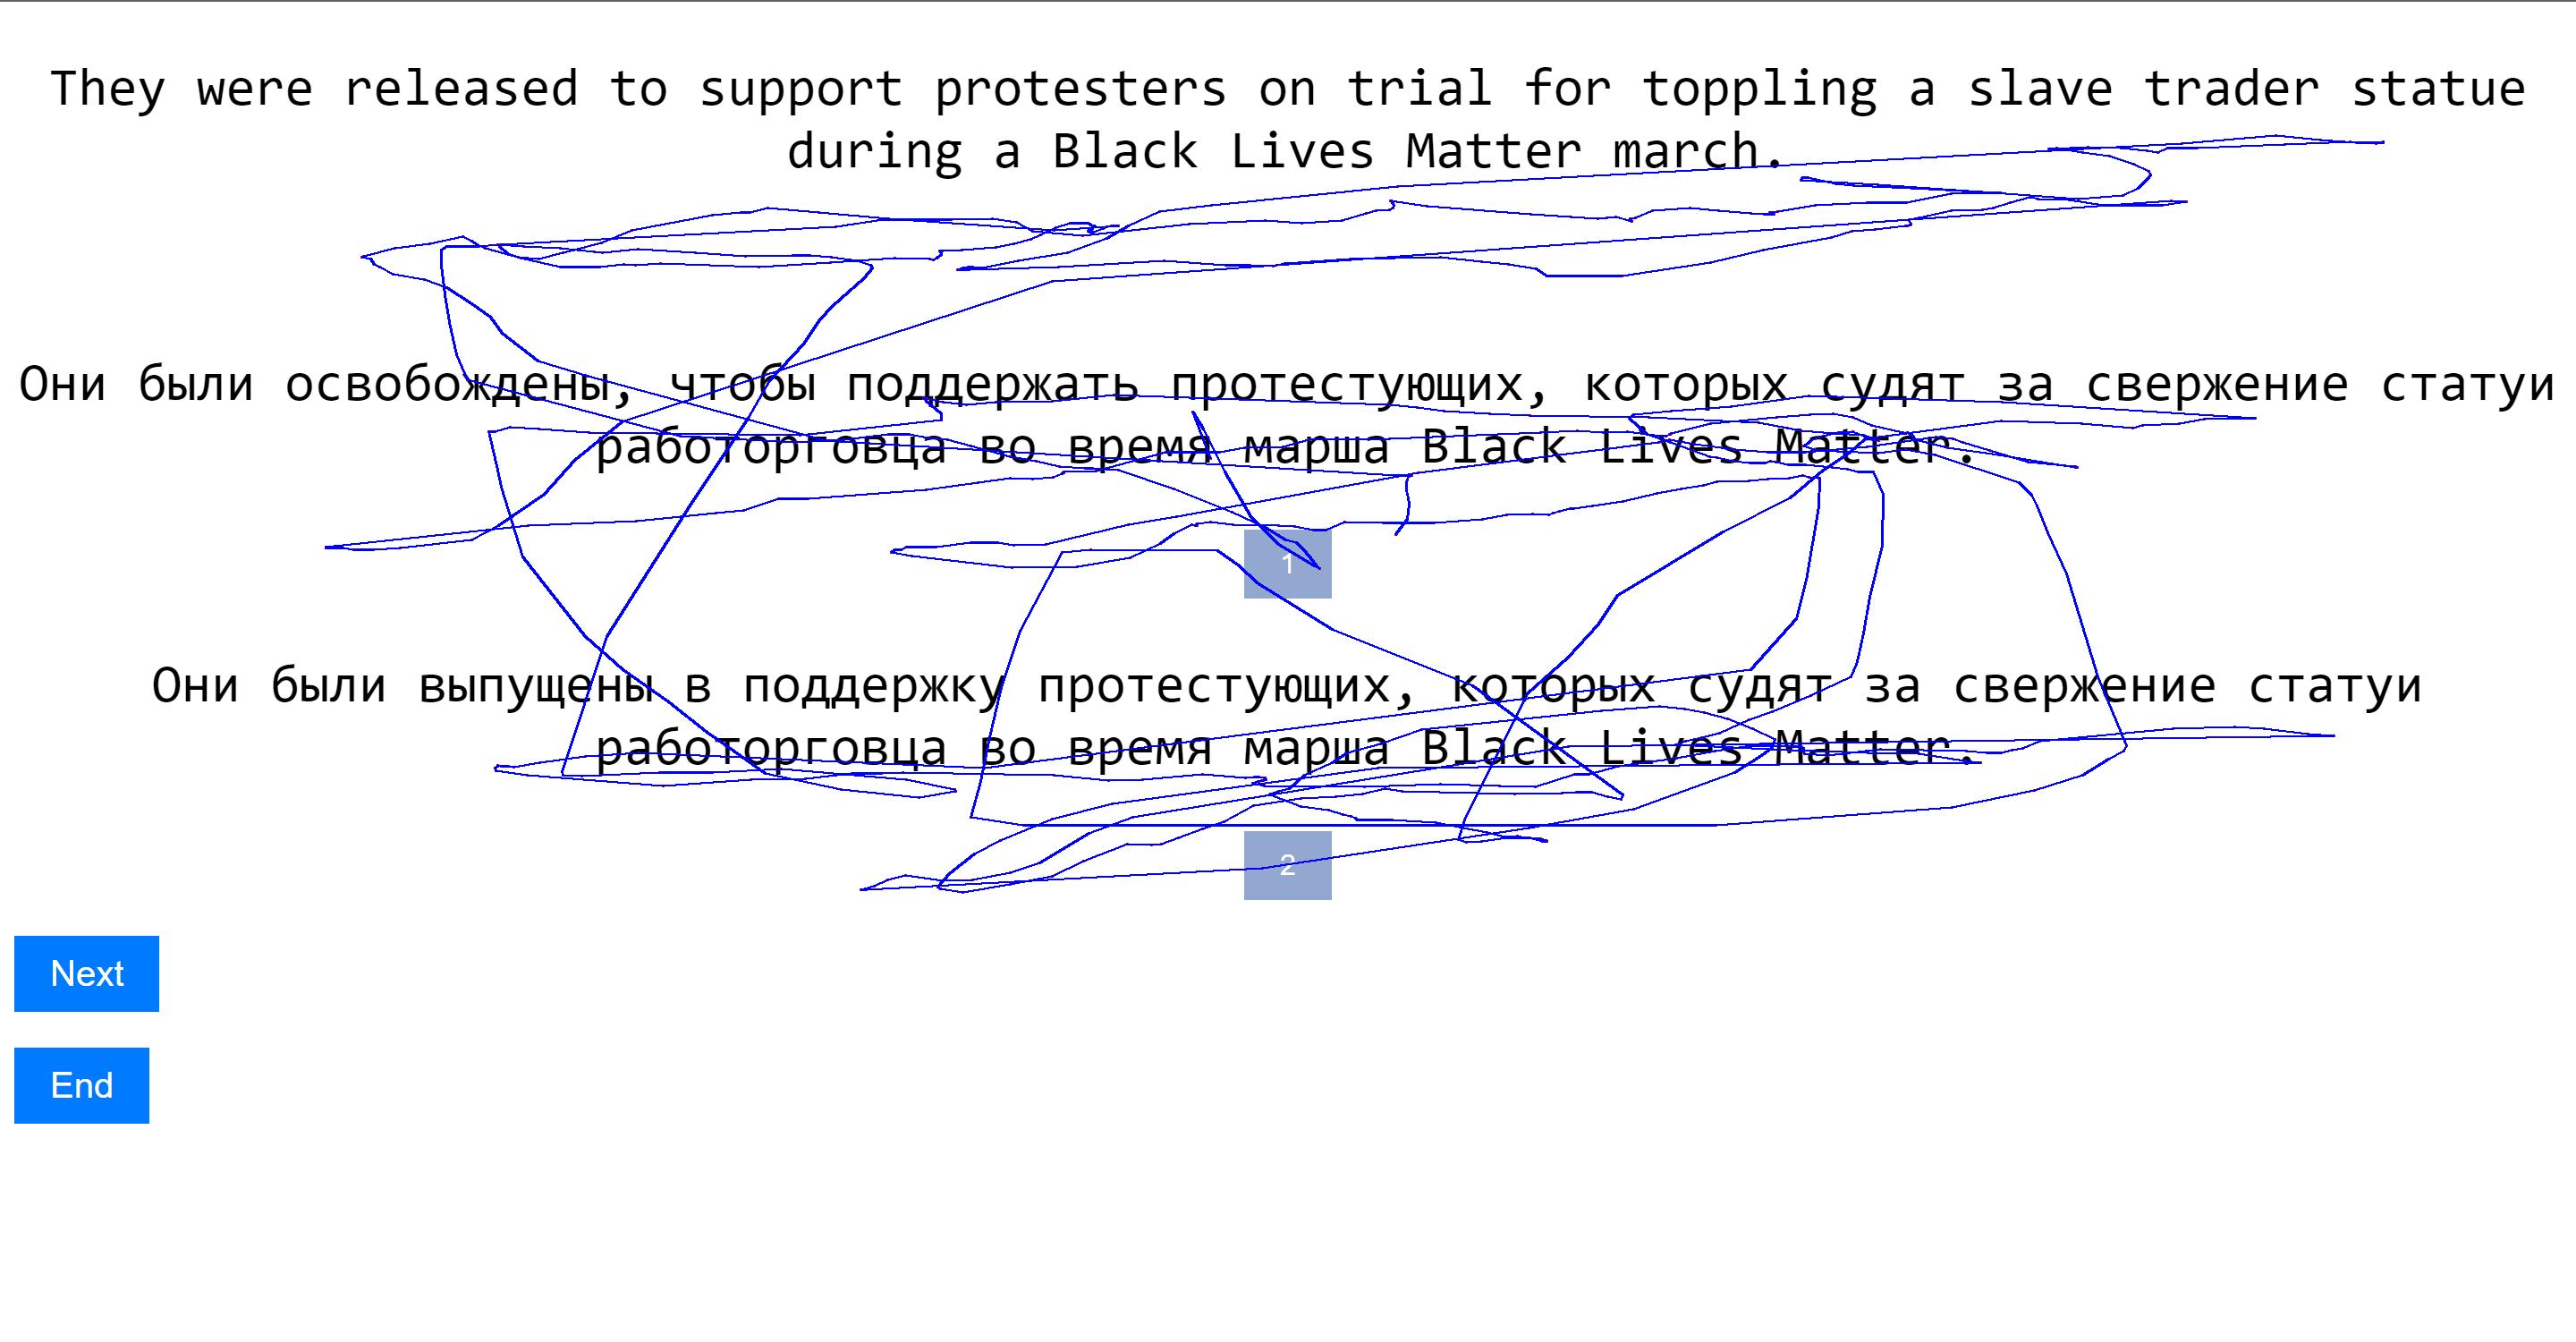 They were released to support protesters on trial for toppling a slave trader statue
during a Black Lives Matter march.
Они были освобождены, чтобы поддержать протестующих, которых судят за свержение статуи
работорговца во время марша Black Lives Matter.
1
Они были выпущены в поддержку протестующих, которых судят за свержение статуи
работорговца во время марша Black Lives Matter.
2
Next
End